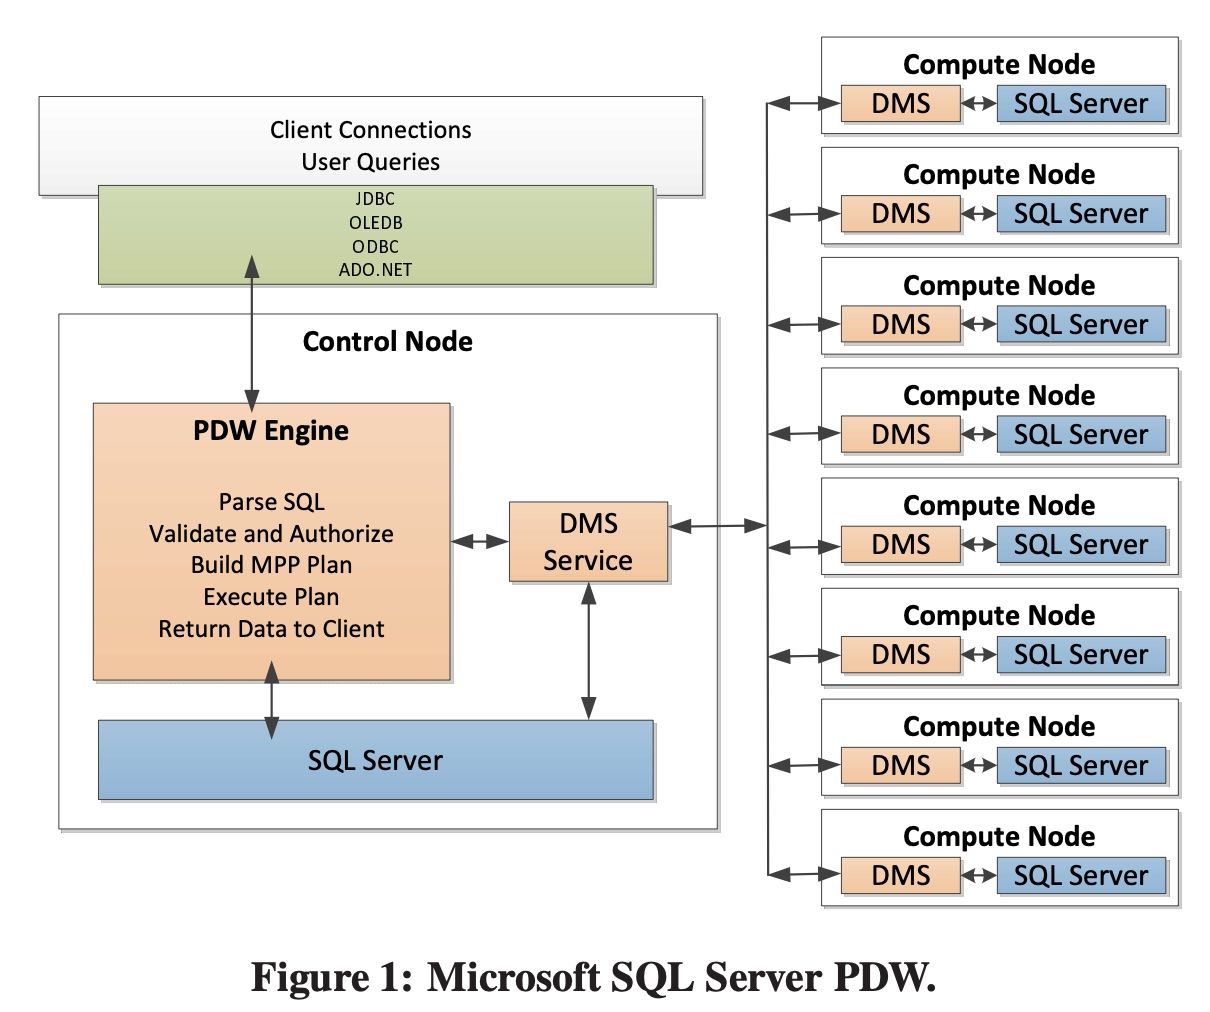 Client Connections
User Queries
JDBC
OLEDB
ODBC
ADO.NET
Control Node
PDW Engine
Parse SQL
Validate and Authorize
Build MPP Plan
Execute Plan
Return Data to Client
DMS
Service
SQL Server
Compute Node
DMS SQL Server
Compute Node
DMS SQL Server
Compute Node
DMS SQL Server
Compute Node
DMS SQL Server
Compute Node
DMS SQL Server
Compute Node
DMS SQL Server
Compute Node
DMS SQL Server
Compute Node
DMS SQL Server
Figure 1: Microsoft SQL Server PDW.